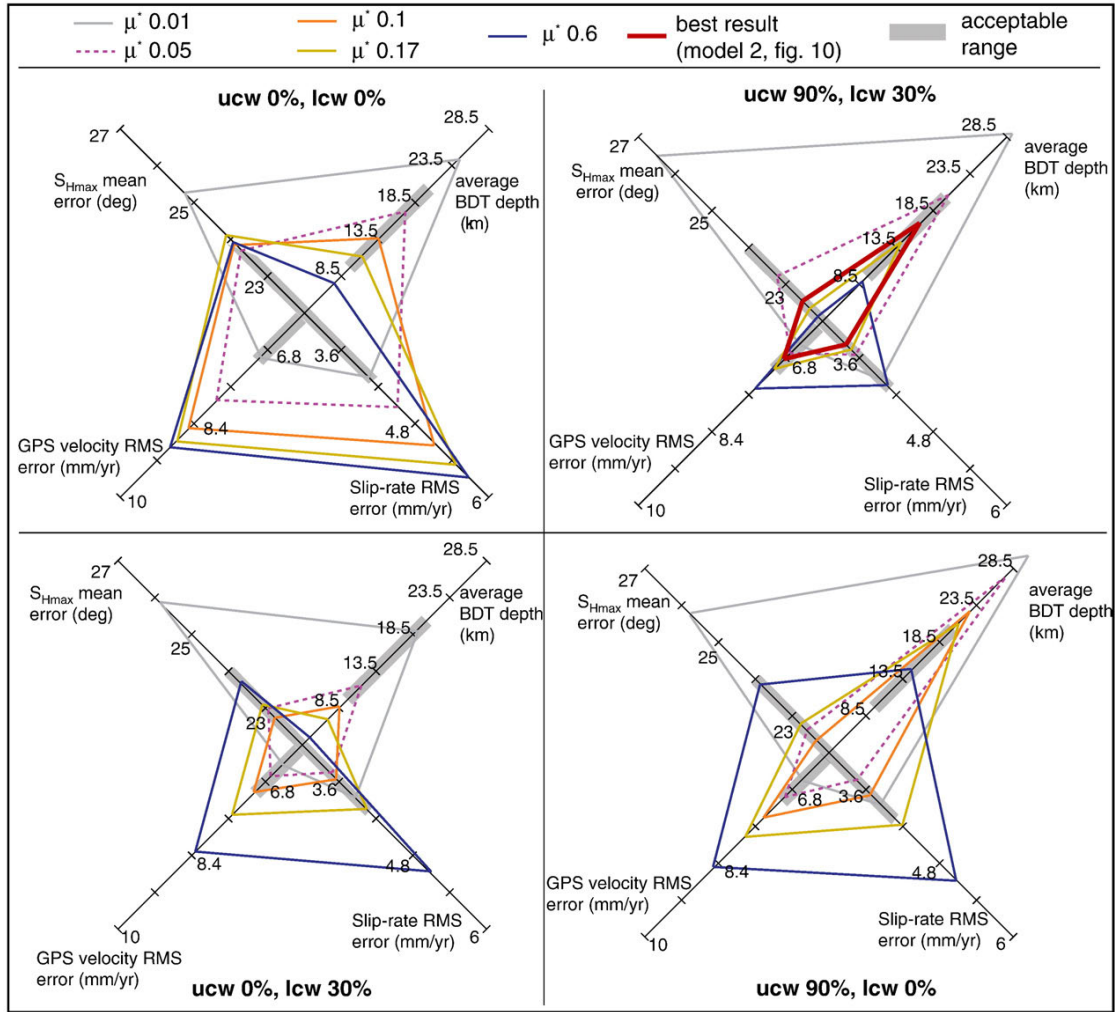 μ* 0.01
μ* 0.05
μ* 0.1
μ* 0.17
μ* 0.6
best result
(model 2, fig. 10)
acceptable
range
ucw 0%, lcw 0%
27
SHmax mean
error (deg)
25
23
28.5
23.5
average
BDT depth
(km)
18.5
13.5
8.5
6.8
3.6
8.4
4.8
GPS velocity RMS
error (mm/yr)
10
Slip-rate RMS
error (mm/yr)
6
ucw 90%, lcw 30%
27
SHmax mean
error (deg)
25
23
28.5
average
BDT depth
(km)
23.5
18.5
13.5
8.5
6.8
3.6
8.4
4.8
GPS velocity RMS
error (mm/yr)
10
Slip-rate RMS
error (mm/yr)
6
27
SHmax mean
error (deg)
25
23
28.5
23.5
average
BDT depth
(km)
18.5
13.5
8.5
6.8
3.6
8.4
4.8
10
GPS velocity RMS
error (mm/yr)
Slip-rate RMS
error (mm/yr)
6
ucw 0%, lcw 30%
27
SHmax mean
error (deg)
25
23
28.5
average
BDT depth
(km)
23.5
18.5
13.5
8.5
6.8
3.6
8.4
4.8
GPS velocity RMS
error (mm/yr)
10
Slip-rate RMS
error (mm/yr)
6
ucw 90%, lcw 0%